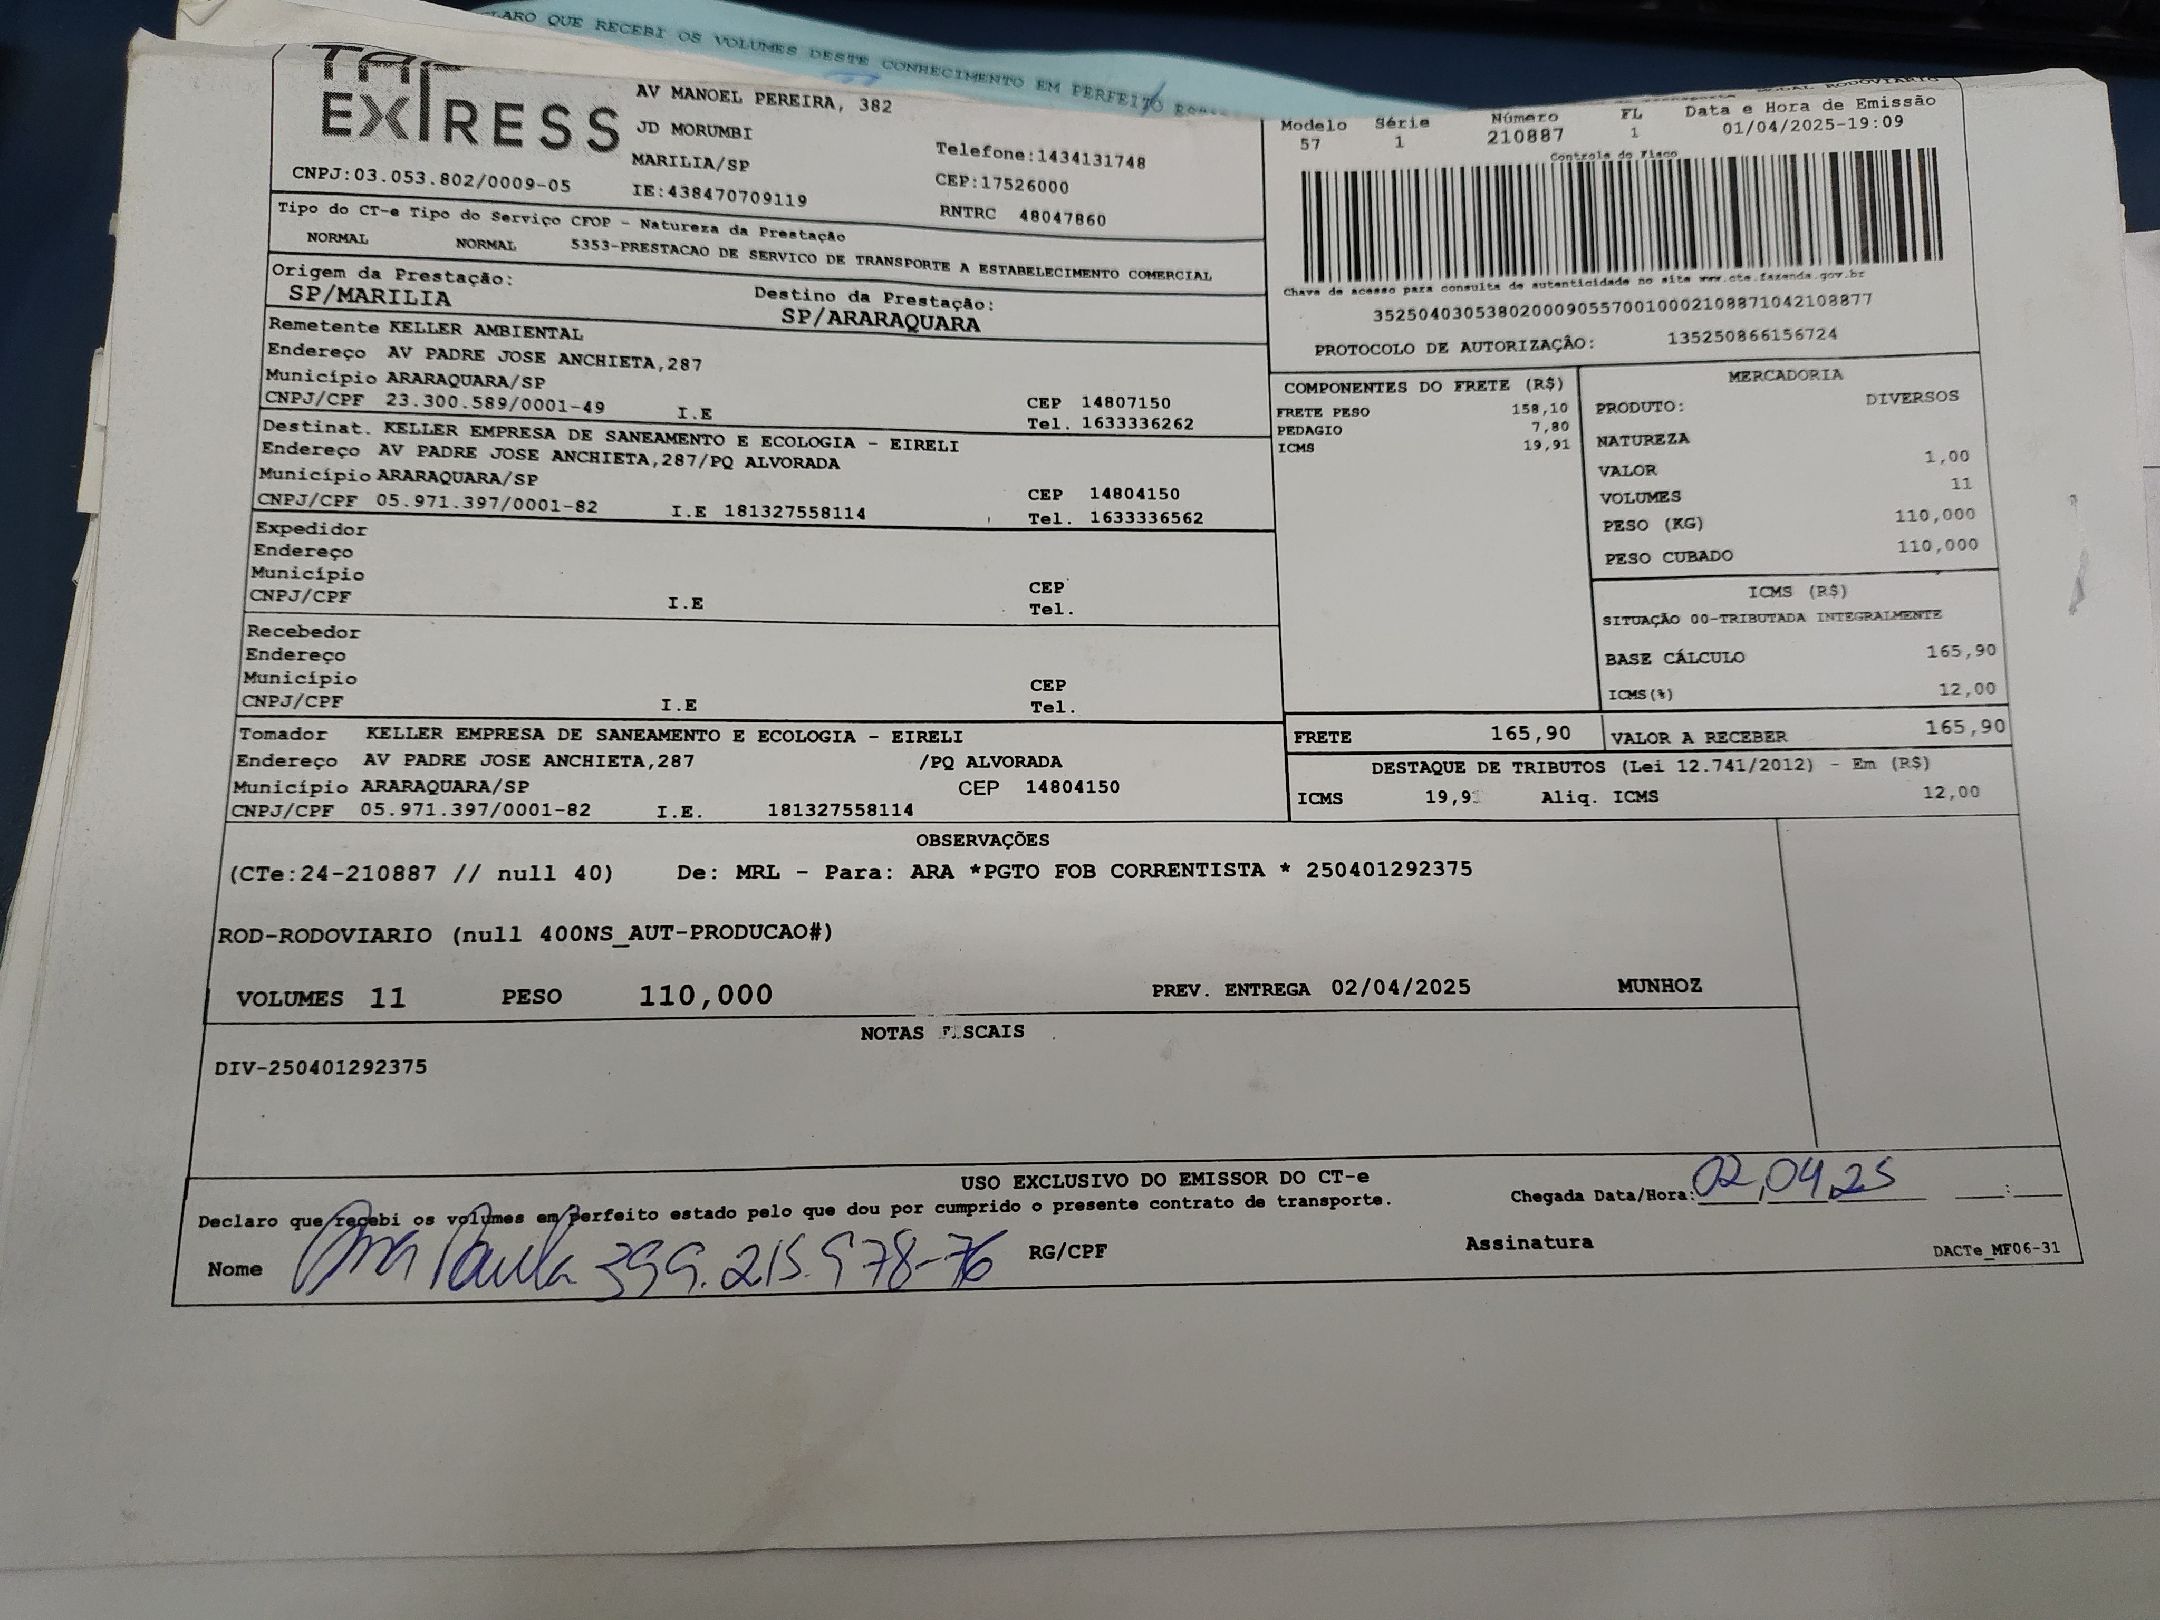 CLARO QUE RECEBI OS VOLUMES DESTE CONHECIMENTO EM PERFEITO
EXPRESS
AV MANOEL PEREIRA, 382
JD MORUMBI
MARILIA/SP
CNPJ:03.053.802/0009-05
IE:438470709119
Telefone:1434131748
CEP:17526000
RNTRC 48047860
Modelo Série Número FL Data e Hora de Emissão
57 1 210887 1 01/04/2025-19:09
Controle do Fisco
Chave de acesso para consulta de autenticidade no site www.cte.fazenda.gov.br
35250403053802000905570010002108871042108877
PROTOCOLO DE AUTORIZAÇÃO: 135250866156724
Tipo do CT-e Tipo do Serviço CFOP - Natureza da Prestação
NORMAL NORMAL 5353-PRESTACAO DE SERVICO DE TRANSPORTE A ESTABELECIMENTO COMERCIAL
Origem da Prestação: Destino da Prestação:
SP/MARILIA SP/ARARAQUARA
Remetente KELLER AMBIENTAL
Endereço AV PADRE JOSE ANCHIETA,287
Município ARARAQUARA/SP CEP 14807150
CNPJ/CPF 23.300.589/0001-49 I.E Tel. 1633336262
Destinat. KELLER EMPRESA DE SANEAMENTO E ECOLOGIA - EIRELI
Endereço AV PADRE JOSE ANCHIETA,287/PQ ALVORADA
Município ARARAQUARA/SP CEP 14804150
CNPJ/CPF 05.971.397/0001-82 I.E 181327558114 Tel. 1633336562
Expedidor
Endereço
Município CEP
CNPJ/CPF I.E Tel.
Recebedor
Endereço
Município CEP
CNPJ/CPF I.E Tel.
Tomador KELLER EMPRESA DE SANEAMENTO E ECOLOGIA - EIRELI
Endereço AV PADRE JOSE ANCHIETA,287 /PQ ALVORADA
Município ARARAQUARA/SP CEP 14804150
CNPJ/CPF 05.971.397/0001-82 I.E. 181327558114
COMPONENTES DO FRETE (R$)
FRETE PESO 158,10
PEDAGIO 7,80
ICMS 19,91
MERCADORIA
PRODUTO: DIVERSOS
NATUREZA
VALOR 1,00
VOLUMES 11
PESO (KG) 110,000
PESO CUBADO 110,000
ICMS (R$)
SITUAÇÃO 00-TRIBUTADA INTEGRALMENTE
BASE CÁLCULO 165,90
ICMS(%) 12,00
FRETE 165,90 VALOR A RECEBER 165,90
DESTAQUE DE TRIBUTOS (Lei 12.741/2012) - Em (R$)
ICMS 19,91 Aliq. ICMS 12,00
OBSERVAÇÕES
(CTe:24-210887 // null 40) De: MRL - Para: ARA *PGTO FOB CORRENTISTA * 250401292375
ROD-RODOVIARIO (null 400NS_AUT-PRODUCAO#)
VOLUMES 11 PESO 110,000 PREV. ENTREGA 02/04/2025 MUNHOZ
NOTAS FISCAIS
DIV-250401292375
USO EXCLUSIVO DO EMISSOR DO CT-e
Declaro que recebi os volumes em perfeito estado pelo que dou por cumprido o presente contrato de transporte.
Chegada Data/Hora: 02,04,25 :
Nome Ana Paula 399.215.978-76 RG/CPF Assinatura
DACTe_MF06-31